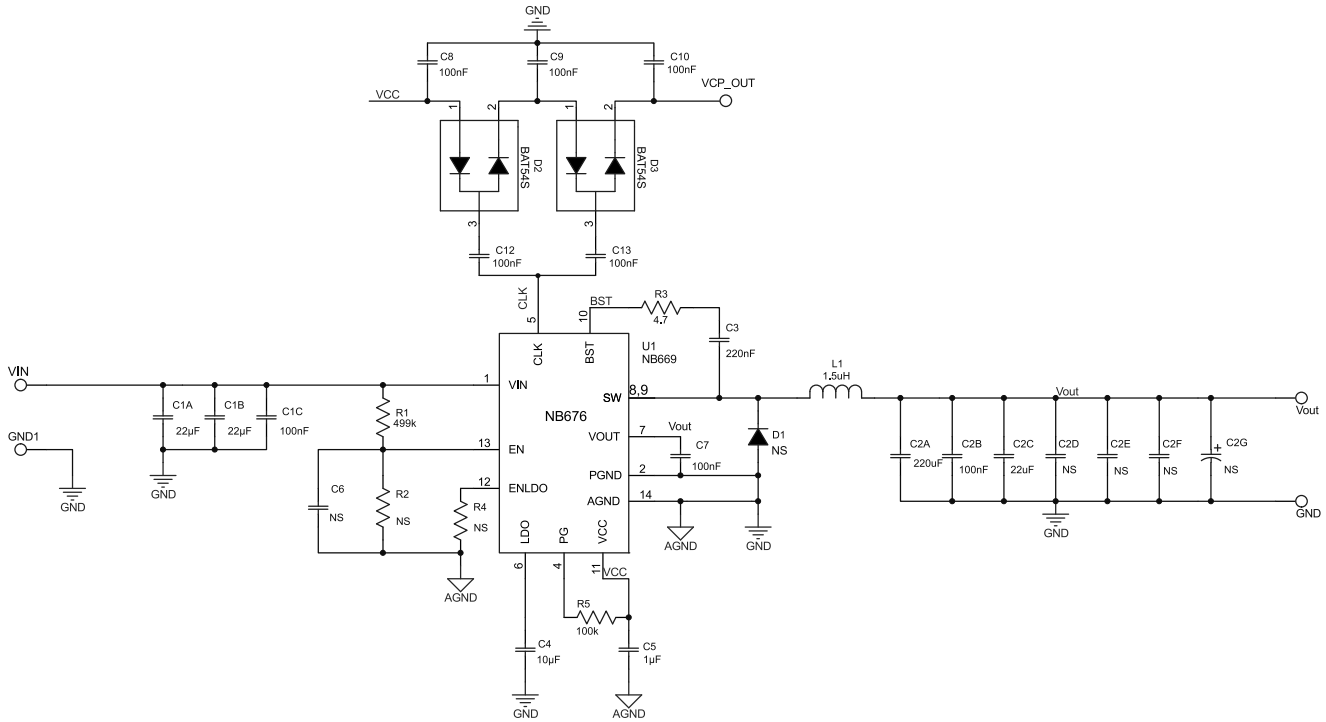 GND
C8
100nF
C9
100nF
C10
100nF
VCC
VCP_OUT
1
2
1
2
D2
BAT54S
D3
BAT54S
3
3
C12
100nF
C13
100nF
CLK
5
BST
10
R3
4.7
C3
220nF
U1
NB669
CLK
BST
VIN
1
VIN
C1A
22µF
C1B
22µF
C1C
100nF
R1
499k
NB676
SW
8,9
L1
1.5uH
Vout
Vout
GND1
GND
GND
13
EN
VOUT
7
Vout
C7
100nF
D1
NS
PGND
2
C2A
220uF
C2B
100nF
C2C
22uF
C2D
NS
C2E
NS
C2F
NS
+
C2G
NS
12
ENLDO
C6
NS
R2
NS
R4
NS
AGND
14
AGND
GND
GND
GND
LDO
PG
VCC
6
4
11
VCC
AGND
R5
100k
C4
10µF
C5
1µF
GND
AGND